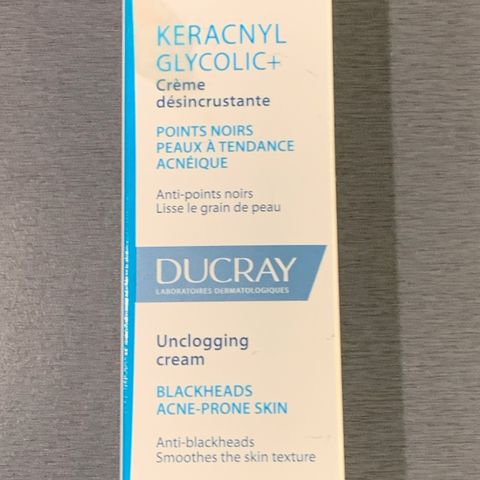 KERACNYL
GLYCOLIC+
Crème
désincrustante
POINTS NOIRS
PEAUX À TENDANCE
ACNÉIQUE
Anti-points noirs
Lisse le grain de peau
DUCRAY
LABORATOIRES DERMATOLOGIQUES
Unclogging
cream
BLACKHEADS
ACNE-PRONE SKIN
Anti-blackheads
Smoothes the skin texture